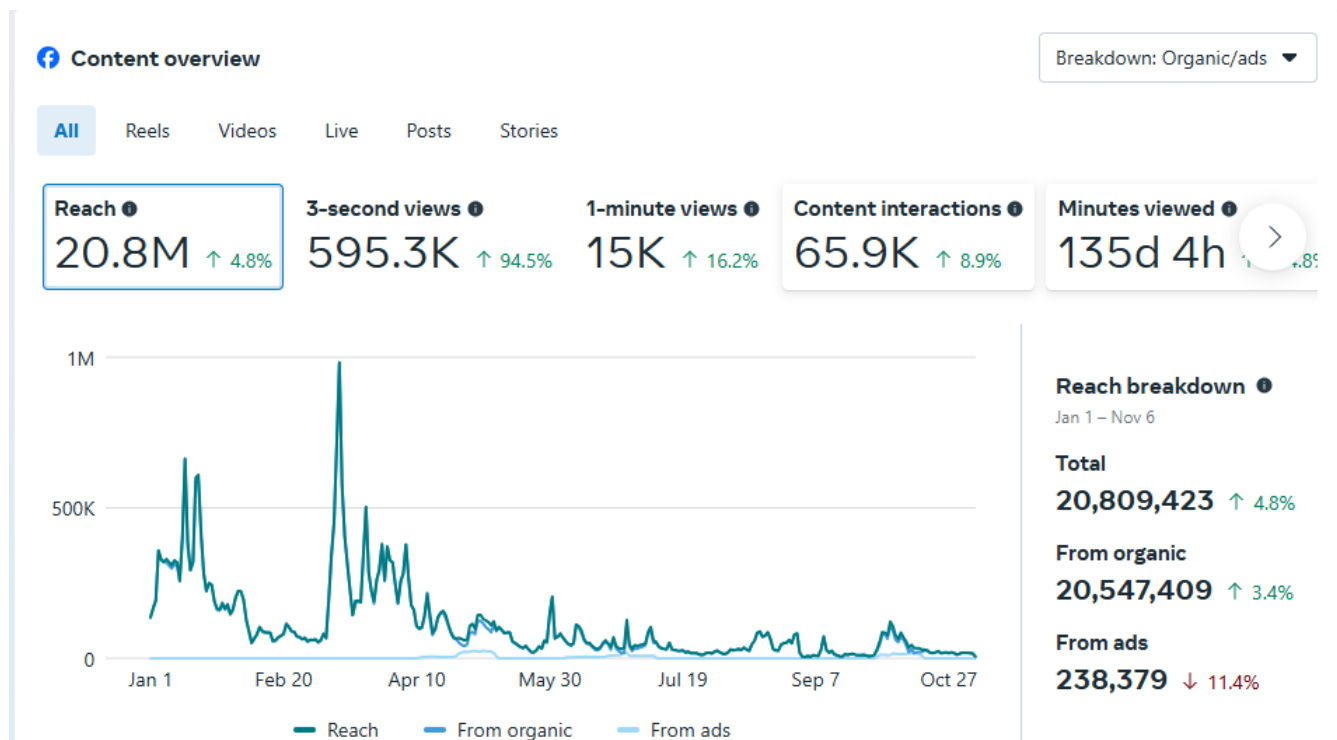 Content overview
Breakdown: Organic/ads
All Reels Videos Live Posts Stories
Reach 3-second views 1-minute views Content interactions Minutes viewed
20.8M ↑ 4.8% 595.3K ↑ 94.5% 15K ↑ 16.2% 65.9K ↑ 8.9% 135d 4h
1M
500K
0
Jan 1 Feb 20 Apr 10 May 30 Jul 19 Sep 7 Oct 27
Reach From organic From ads
Reach breakdown
Jan 1 – Nov 6
Total
20,809,423 ↑ 4.8%
From organic
20,547,409 ↑ 3.4%
From ads
238,379 ↓ 11.4%